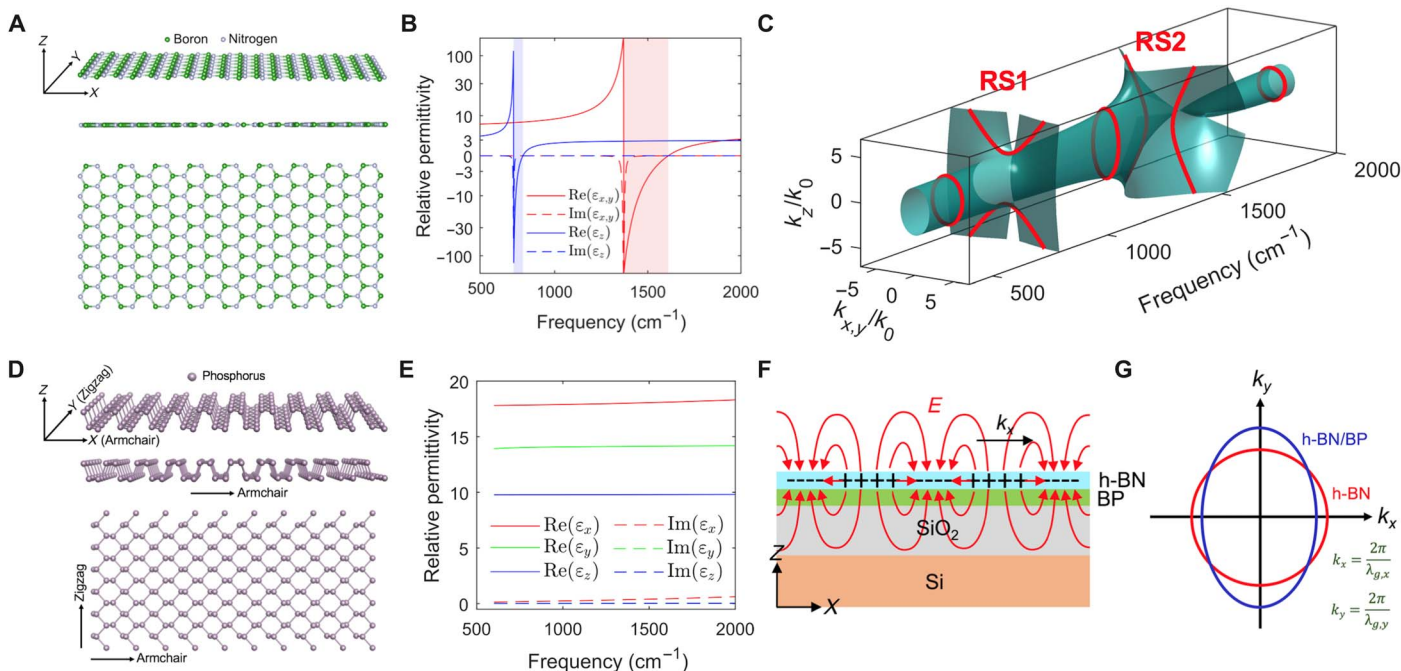 A
Z
Y
X
Boron
Nitrogen
B
Relative permittivity
100
30
10
3
0
−3
−10
−30
−100
Re(εx,y)
Im(εx,y)
Re(εz)
Im(εz)
500
1000
1500
2000
Frequency (cm−1)
C
RS1
RS2
kz/k0
5
0
−5
−5
0
5
kx,y/k0
500
1000
1500
2000
Frequency (cm−1)
D
Z
Y (Zigzag)
X (Armchair)
Phosphorus
Armchair
Zigzag
Armchair
E
Relative permittivity
20
15
10
5
0
Re(εx)
Im(εx)
Re(εy)
Im(εy)
Re(εz)
Im(εz)
500
1000
1500
2000
Frequency (cm−1)
F
E
kx
h-BN
BP
SiO2
Si
Z
X
G
ky
h-BN/BP
h-BN
kx
kx = 2π/λg,x
ky = 2π/λg,y